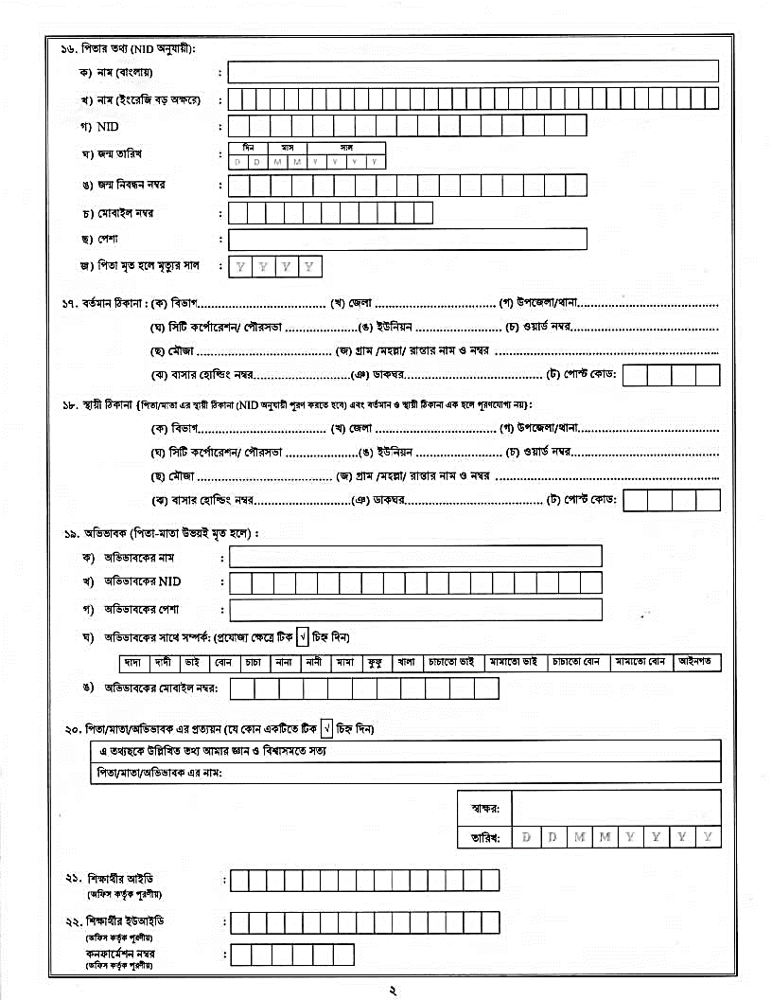 ১৬. পিতার তথ্য (NID অনুযায়ী):
ক) নাম (বাংলায়) :
খ) নাম (ইংরেজি বড় অক্ষরে) :
গ) NID :
দিন মাস সাল
ঘ) জন্ম তারিখ : D D M M Y Y Y Y
ঙ) জন্ম নিবন্ধন নম্বর :
চ) মোবাইল নম্বর :
ছ) পেশা :
জ) পিতা মৃত হলে মৃত্যুর সাল : Y Y Y Y
১৭. বর্তমান ঠিকানা : (ক) বিভাগ.................................. (খ) জেলা ................................ (গ) উপজেলা/থানা......................................
(ঘ) সিটি কর্পোরেশন/ পৌরসভা ...................(ঙ) ইউনিয়ন ....................... (চ) ওয়ার্ড নম্বর.......................................
(ছ) মৌজা .................................... (জ) গ্রাম /মহল্লা/ রাস্তার নাম ও নম্বর ............................................................
(ঝ) বাসার হোল্ডিং নম্বর.........................(ঞ) ডাকঘর..................................... (ট) পোস্ট কোড:
১৮. স্থায়ী ঠিকানা {পিতা/মাতা এর স্থায়ী ঠিকানা (NID অনুযায়ী পূরণ করতে হবে) এবং বর্তমান ও স্থায়ী ঠিকানা এক হলে পূরণযোগ্য নয়}:
(ক) বিভাগ.................................. (খ) জেলা ................................ (গ) উপজেলা/থানা......................................
(ঘ) সিটি কর্পোরেশন/ পৌরসভা ...................(ঙ) ইউনিয়ন ....................... (চ) ওয়ার্ড নম্বর.......................................
(ছ) মৌজা .................................... (জ) গ্রাম /মহল্লা/ রাস্তার নাম ও নম্বর ............................................................
(ঝ) বাসার হোল্ডিং নম্বর.........................(ঞ) ডাকঘর..................................... (ট) পোস্ট কোড:
১৯. অভিভাবক (পিতা-মাতা উভয়ই মৃত হলে) :
ক) অভিভাবকের নাম :
খ) অভিভাবকের NID :
গ) অভিভাবকের পেশা :
ঘ) অভিভাবকের সাথে সম্পর্ক: (প্রযোজ্য ক্ষেত্রে টিক √ চিহ্ন দিন)
দাদা দাদী ভাই বোন চাচা নানা নানী মামা ফুফু খালা চাচাতো ভাই মামাতো ভাই চাচাতো বোন মামাতো বোন আইনগত
ঙ) অভিভাবকের মোবাইল নম্বর:
২০. পিতা/মাতা/অভিভাবক এর প্রত্যয়ন (যে কোন একটিতে টিক √ চিহ্ন দিন)
এ তথ্যছকে উল্লিখিত তথ্য আমার জ্ঞান ও বিশ্বাসমতে সত্য
পিতা/মাতা/অভিভাবক এর নাম:
স্বাক্ষর:
তারিখ: D D M M Y Y Y Y
২১. শিক্ষার্থীর আইডি :
(অফিস কর্তৃক পূরণীয়)
২২. শিক্ষার্থীর ইউআইডি :
(অফিস কর্তৃক পূরণীয়)
কনফার্মেশন নম্বর :
(অফিস কর্তৃক পূরণীয়)
২